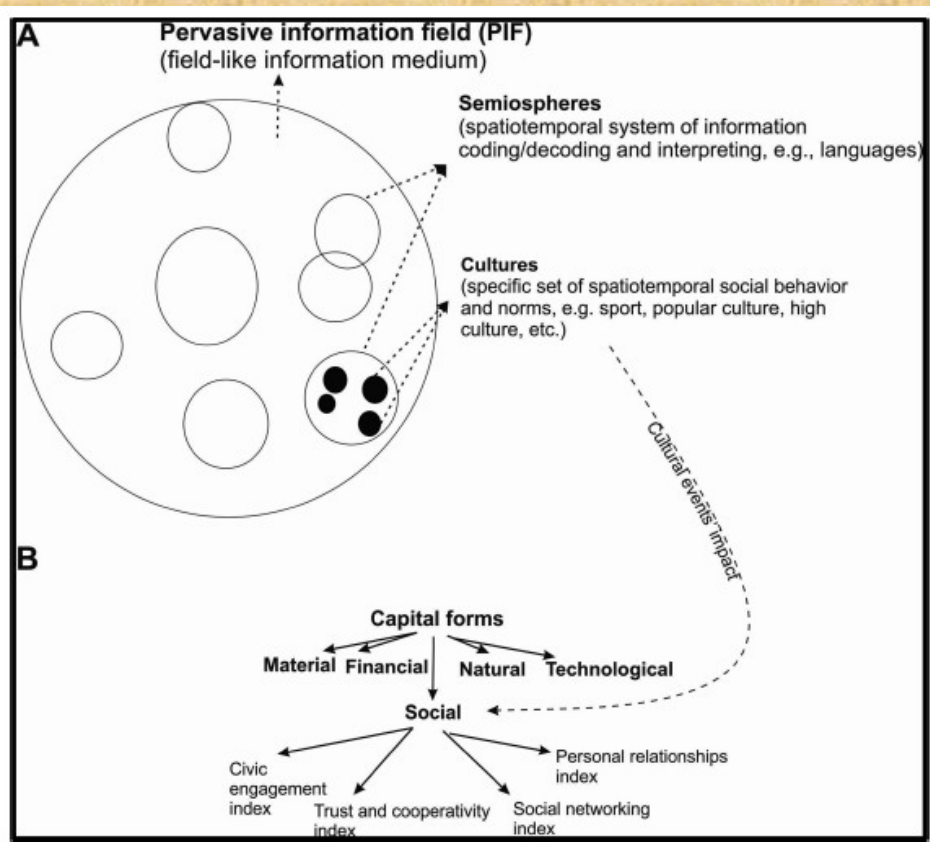 A
Pervasive information field (PIF)
(field-like information medium)
Semiospheres
(spatiotemporal system of information
coding/decoding and interpreting, e.g., languages)
Cultures
(specific set of spatiotemporal social behavior
and norms, e.g. sport, popular culture, high
culture, etc.)
Cultural events' impact
B
Capital forms
Material Financial Natural Technological
Social
Civic
engagement
index
Trust and cooperativity
index
Social networking
index
Personal relationships
index